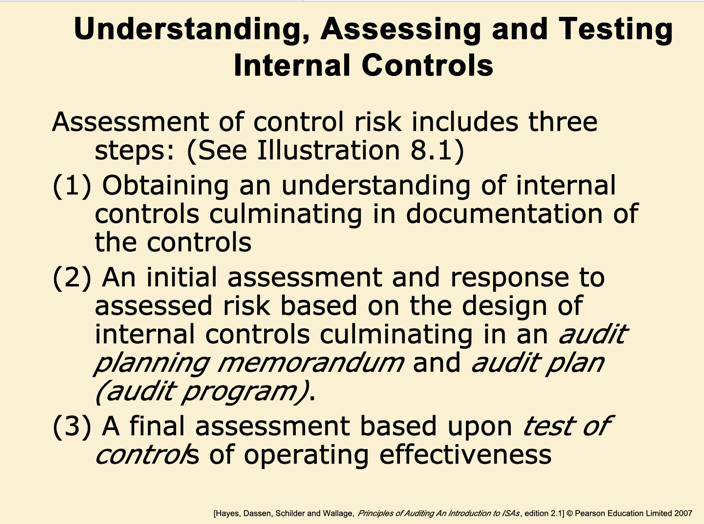 Understanding, Assessing and Testing
Internal Controls
Assessment of control risk includes three
steps: (See Illustration 8.1)
(1) Obtaining an understanding of internal
controls culminating in documentation of
the controls
(2) An initial assessment and response to
assessed risk based on the design of
internal controls culminating in an audit
planning memorandum and audit plan
(audit program).
(3) A final assessment based upon test of
controls of operating effectiveness
[Hayes, Dassen, Schilder and Wallage, Principles of Auditing An Introduction to ISAs, edition 2.1] © Pearson Education Limited 2007